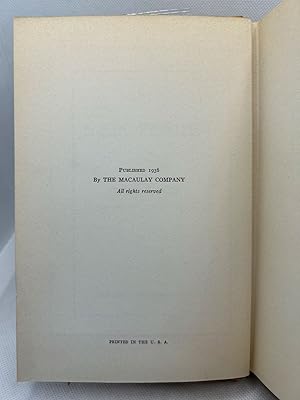 Published 1938
By THE MACAULAY COMPANY
All rights reserved
PRINTED IN THE U. S. A.